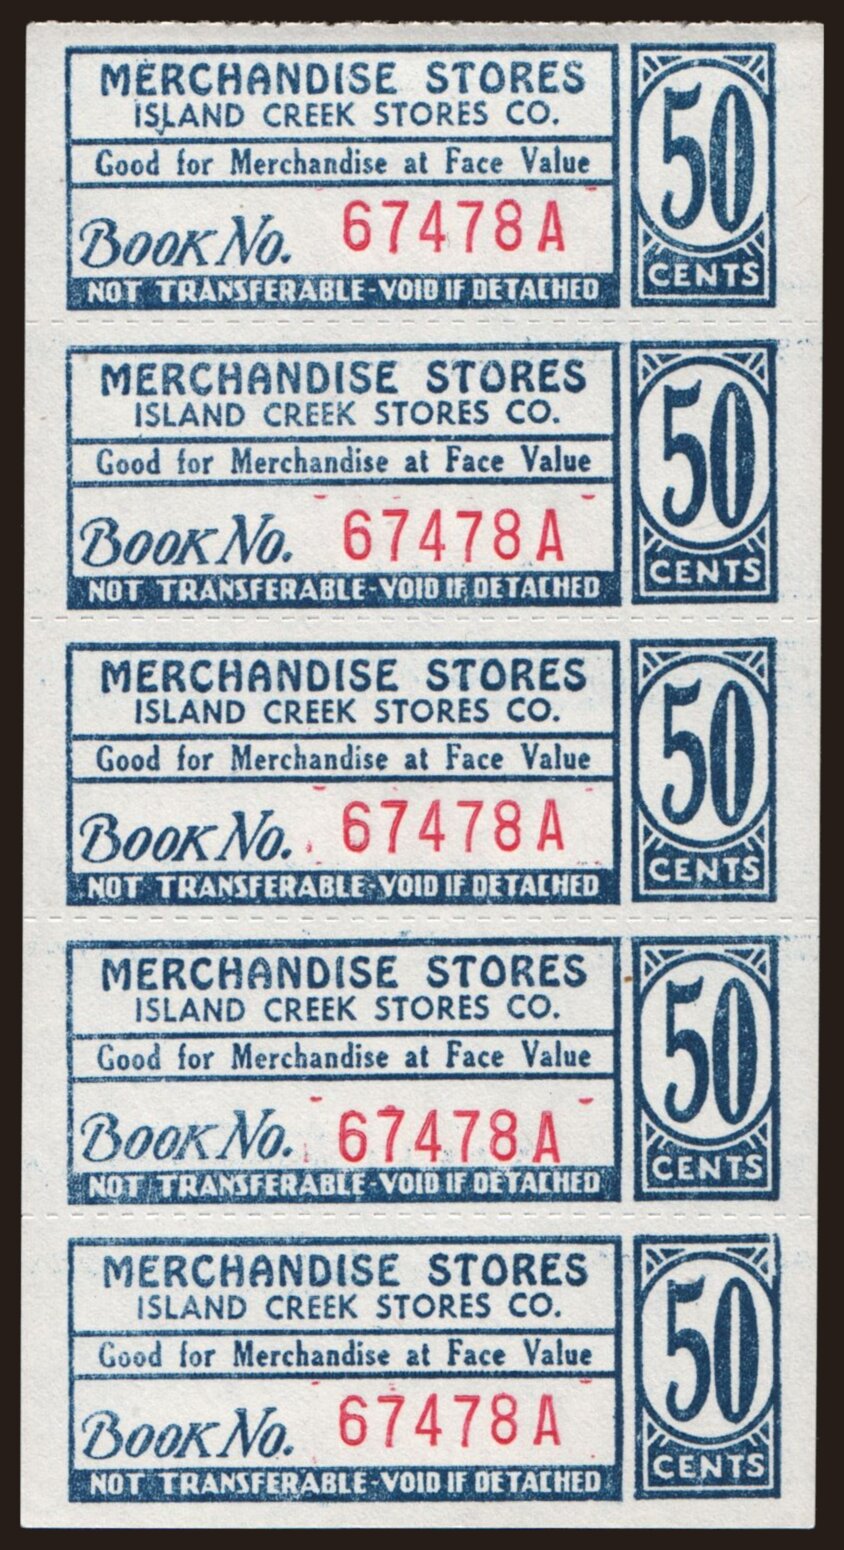 MERCHANDISE STORES
ISLAND CREEK STORES CO.
Good for Merchandise at Face Value
Book No. 67478A
NOT TRANSFERABLE-VOID IF DETACHED
50
CENTS
MERCHANDISE STORES
ISLAND CREEK STORES CO.
Good for Merchandise at Face Value
Book No. 67478A
NOT TRANSFERABLE-VOID IF DETACHED
50
CENTS
MERCHANDISE STORES
ISLAND CREEK STORES CO.
Good for Merchandise at Face Value
Book No. 67478A
NOT TRANSFERABLE-VOID IF DETACHED
50
CENTS
MERCHANDISE STORES
ISLAND CREEK STORES CO.
Good for Merchandise at Face Value
Book No. 67478A
NOT TRANSFERABLE-VOID IF DETACHED
50
CENTS
MERCHANDISE STORES
ISLAND CREEK STORES CO.
Good for Merchandise at Face Value
Book No. 67478A
NOT TRANSFERABLE-VOID IF DETACHED
50
CENTS